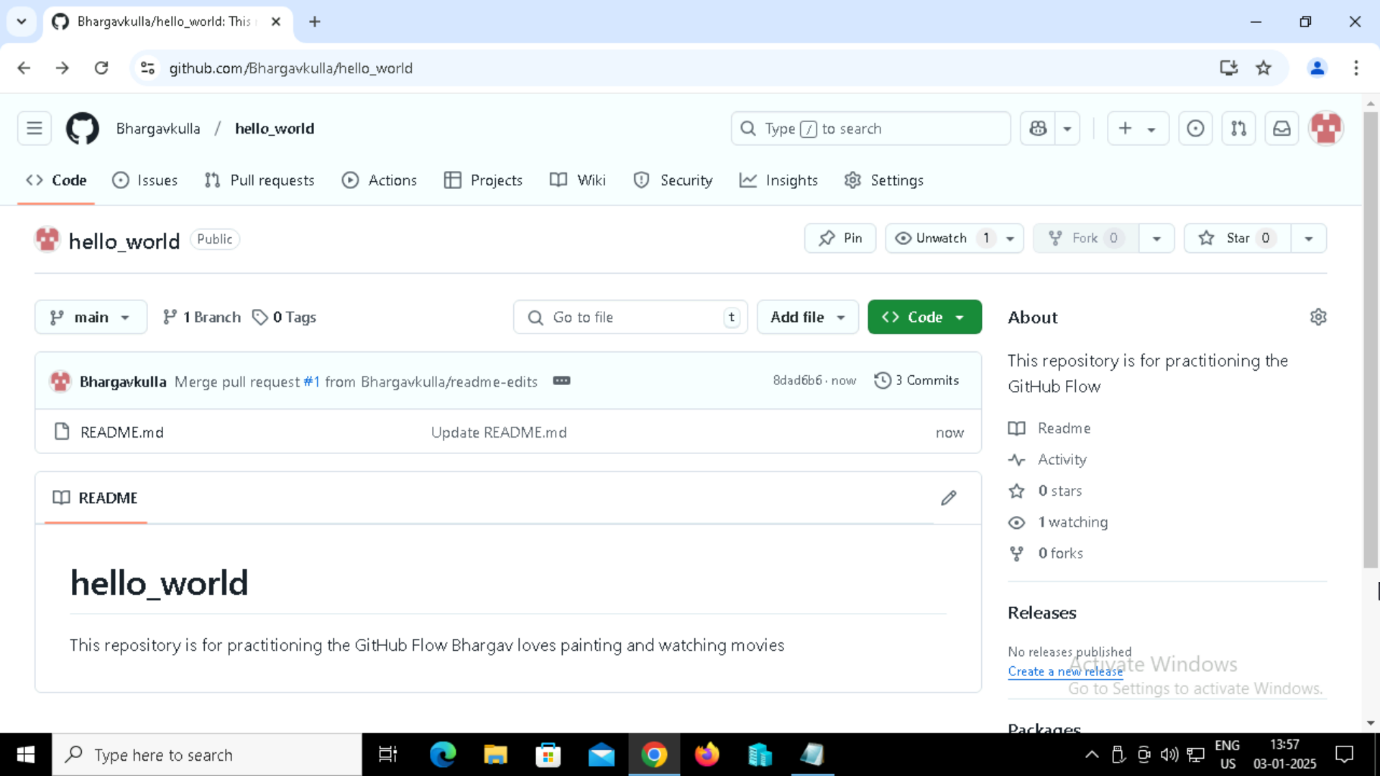 Bhargavkulla/hello_world: This
github.com/Bhargavkulla/hello_world
Bhargavkulla / hello_world
Type / to search
Code Issues Pull requests Actions Projects Wiki Security Insights Settings
hello_world Public
Pin Unwatch 1 Fork 0 Star 0
main 1 Branch 0 Tags Go to file t Add file Code
About
This repository is for practitioning the
GitHub Flow
Bhargavkulla Merge pull request #1 from Bhargavkulla/readme-edits 8dad6b6 · now 3 Commits
README.md Update README.md now
Readme
Activity
0 stars
1 watching
0 forks
README
hello_world
This repository is for practitioning the GitHub Flow Bhargav loves painting and watching movies
Releases
No releases published
Create a new release
Activate Windows
Go to Settings to activate Windows.
Packages
Type here to search
ENG
US
13:57
03-01-2025